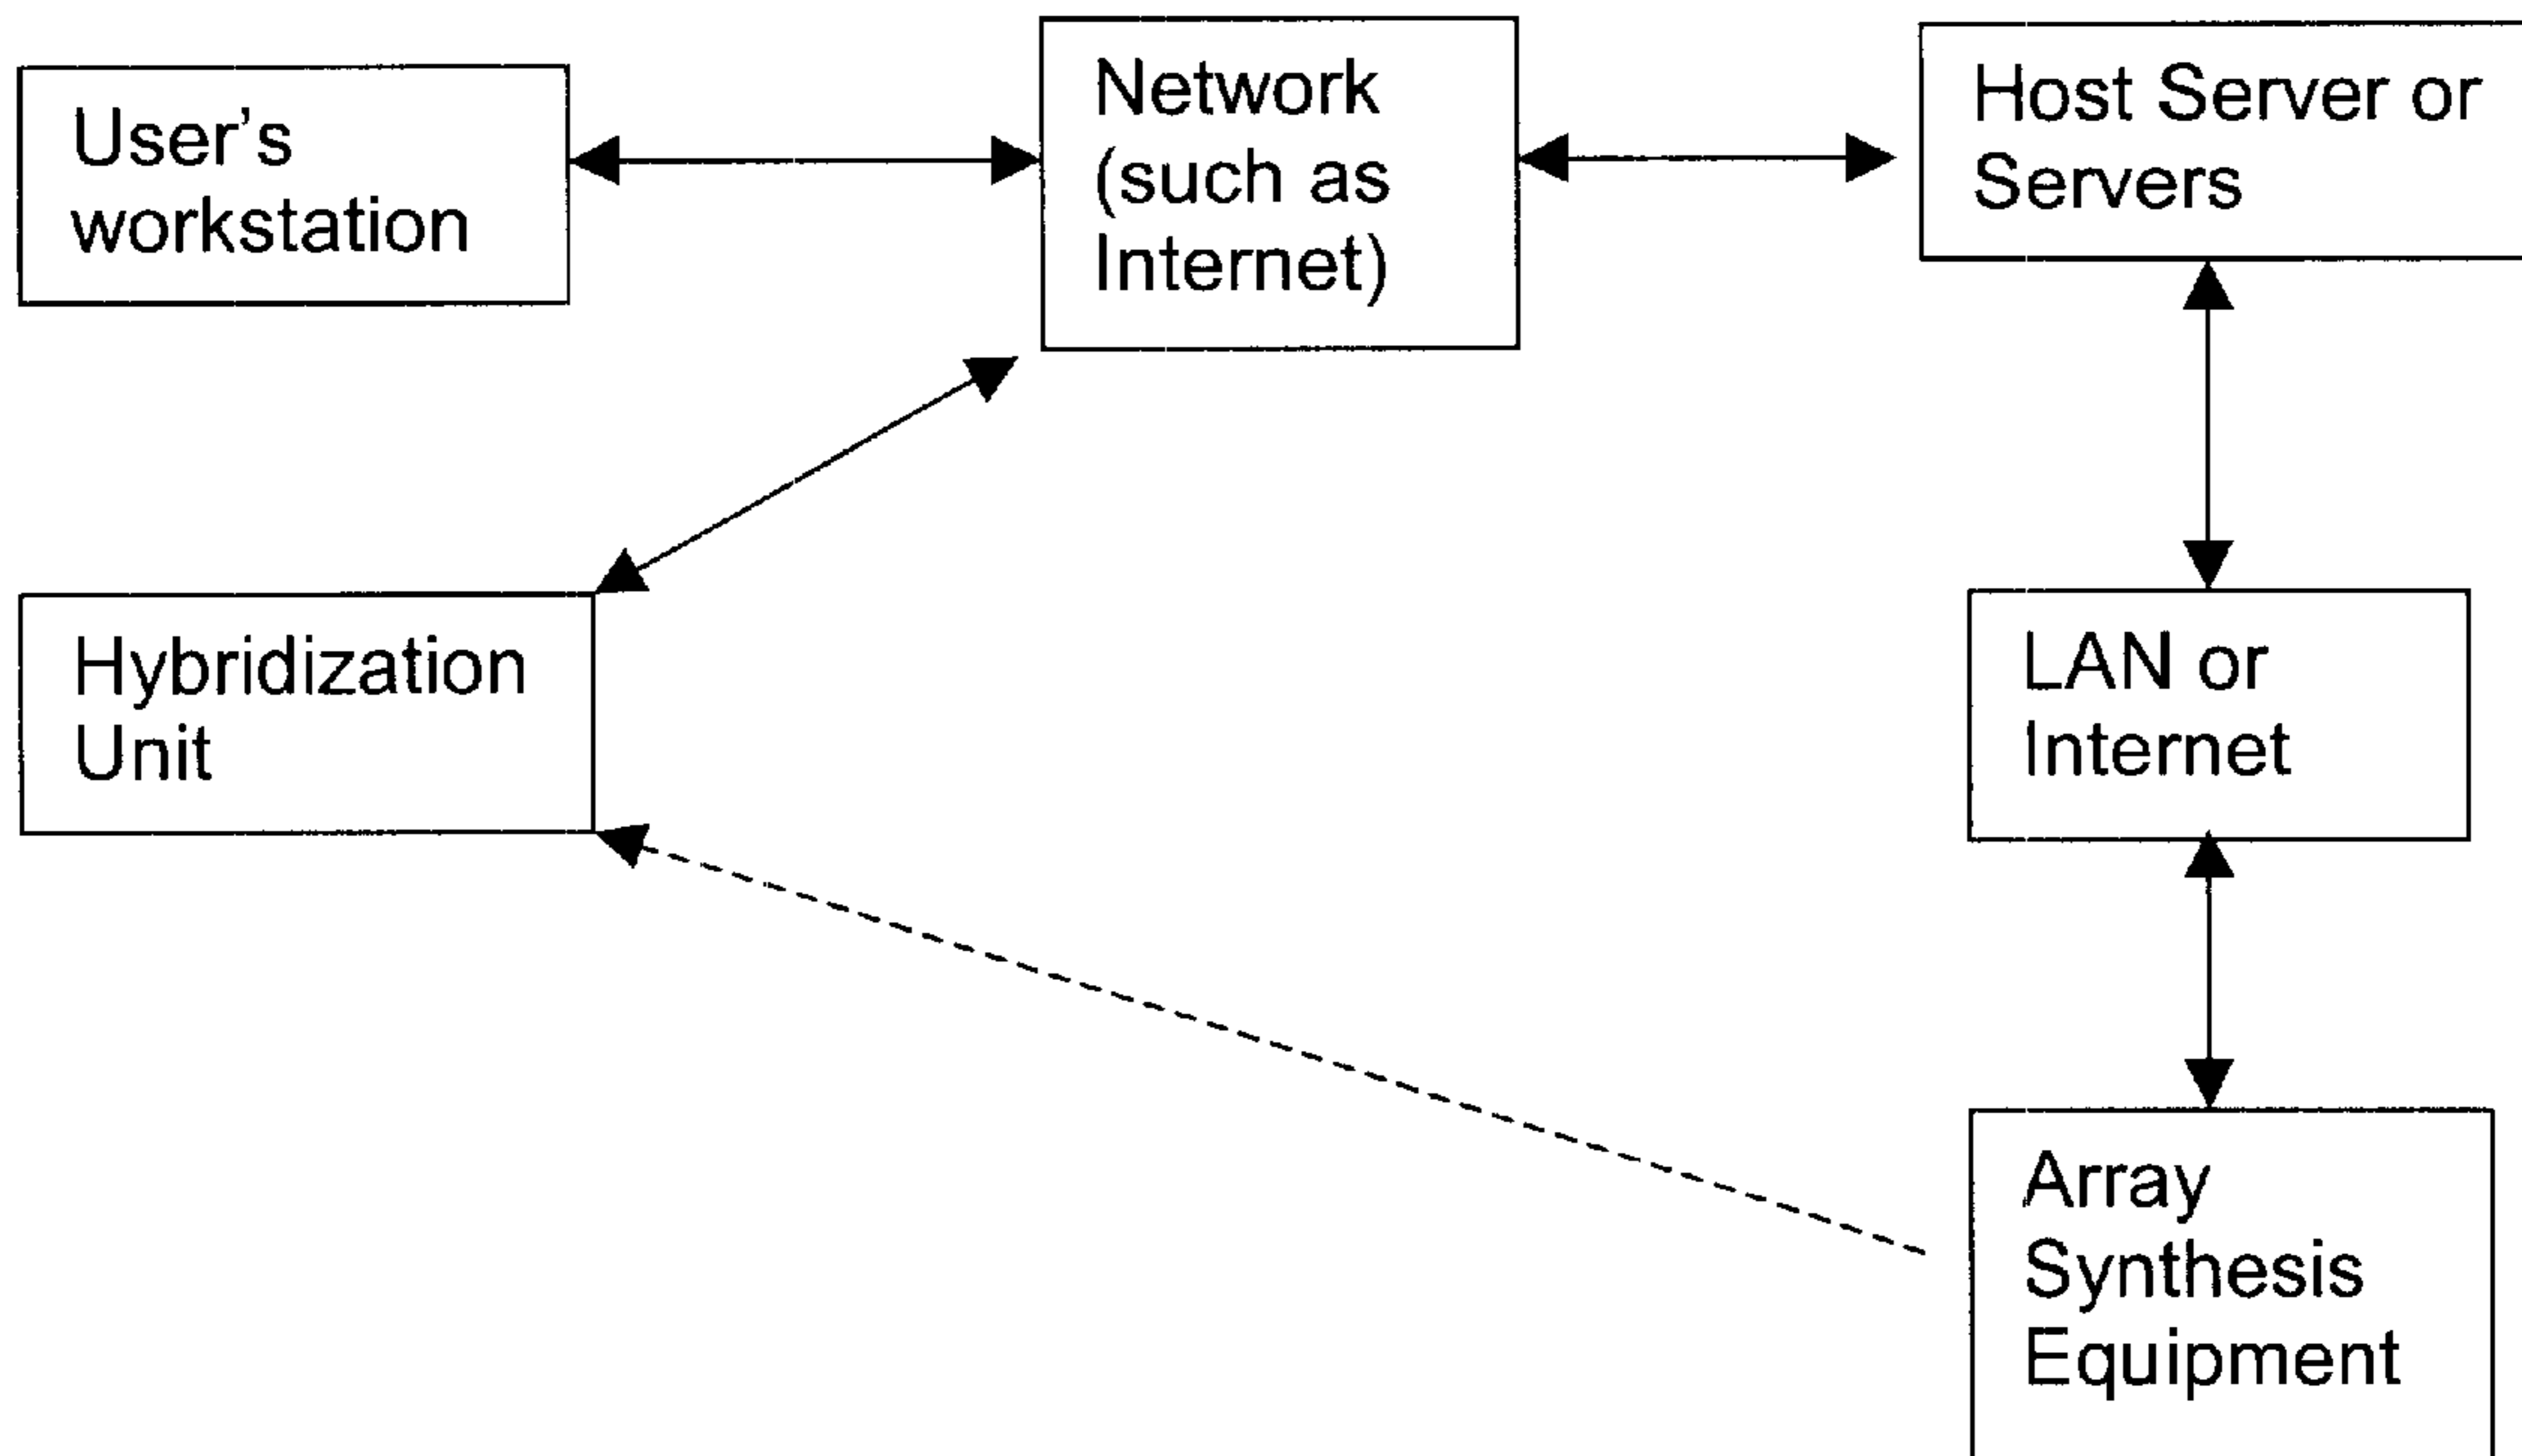 User's
workstation
Network
(such as
Internet)
Host Server or
Servers
Hybridization
Unit
LAN or
Internet
Array
Synthesis
Equipment